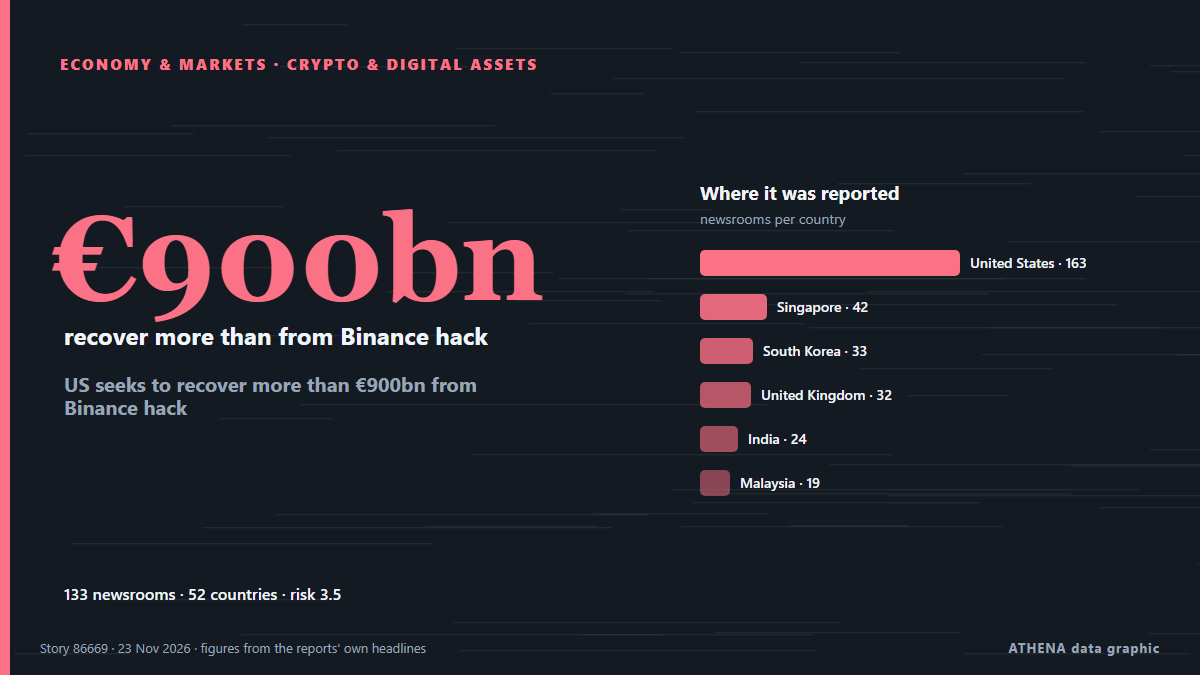 ECONOMY & MARKETS · CRYPTO & DIGITAL ASSETS
€900bn
recover more than from Binance hack
US seeks to recover more than €900bn from
Binance hack
Where it was reported
newsrooms per country
United States · 163
Singapore · 42
South Korea · 33
United Kingdom · 32
India · 24
Malaysia · 19
133 newsrooms · 52 countries · risk 3.5
Story 86669 · 23 Nov 2026 · figures from the reports' own headlines
ATHENA data graphic